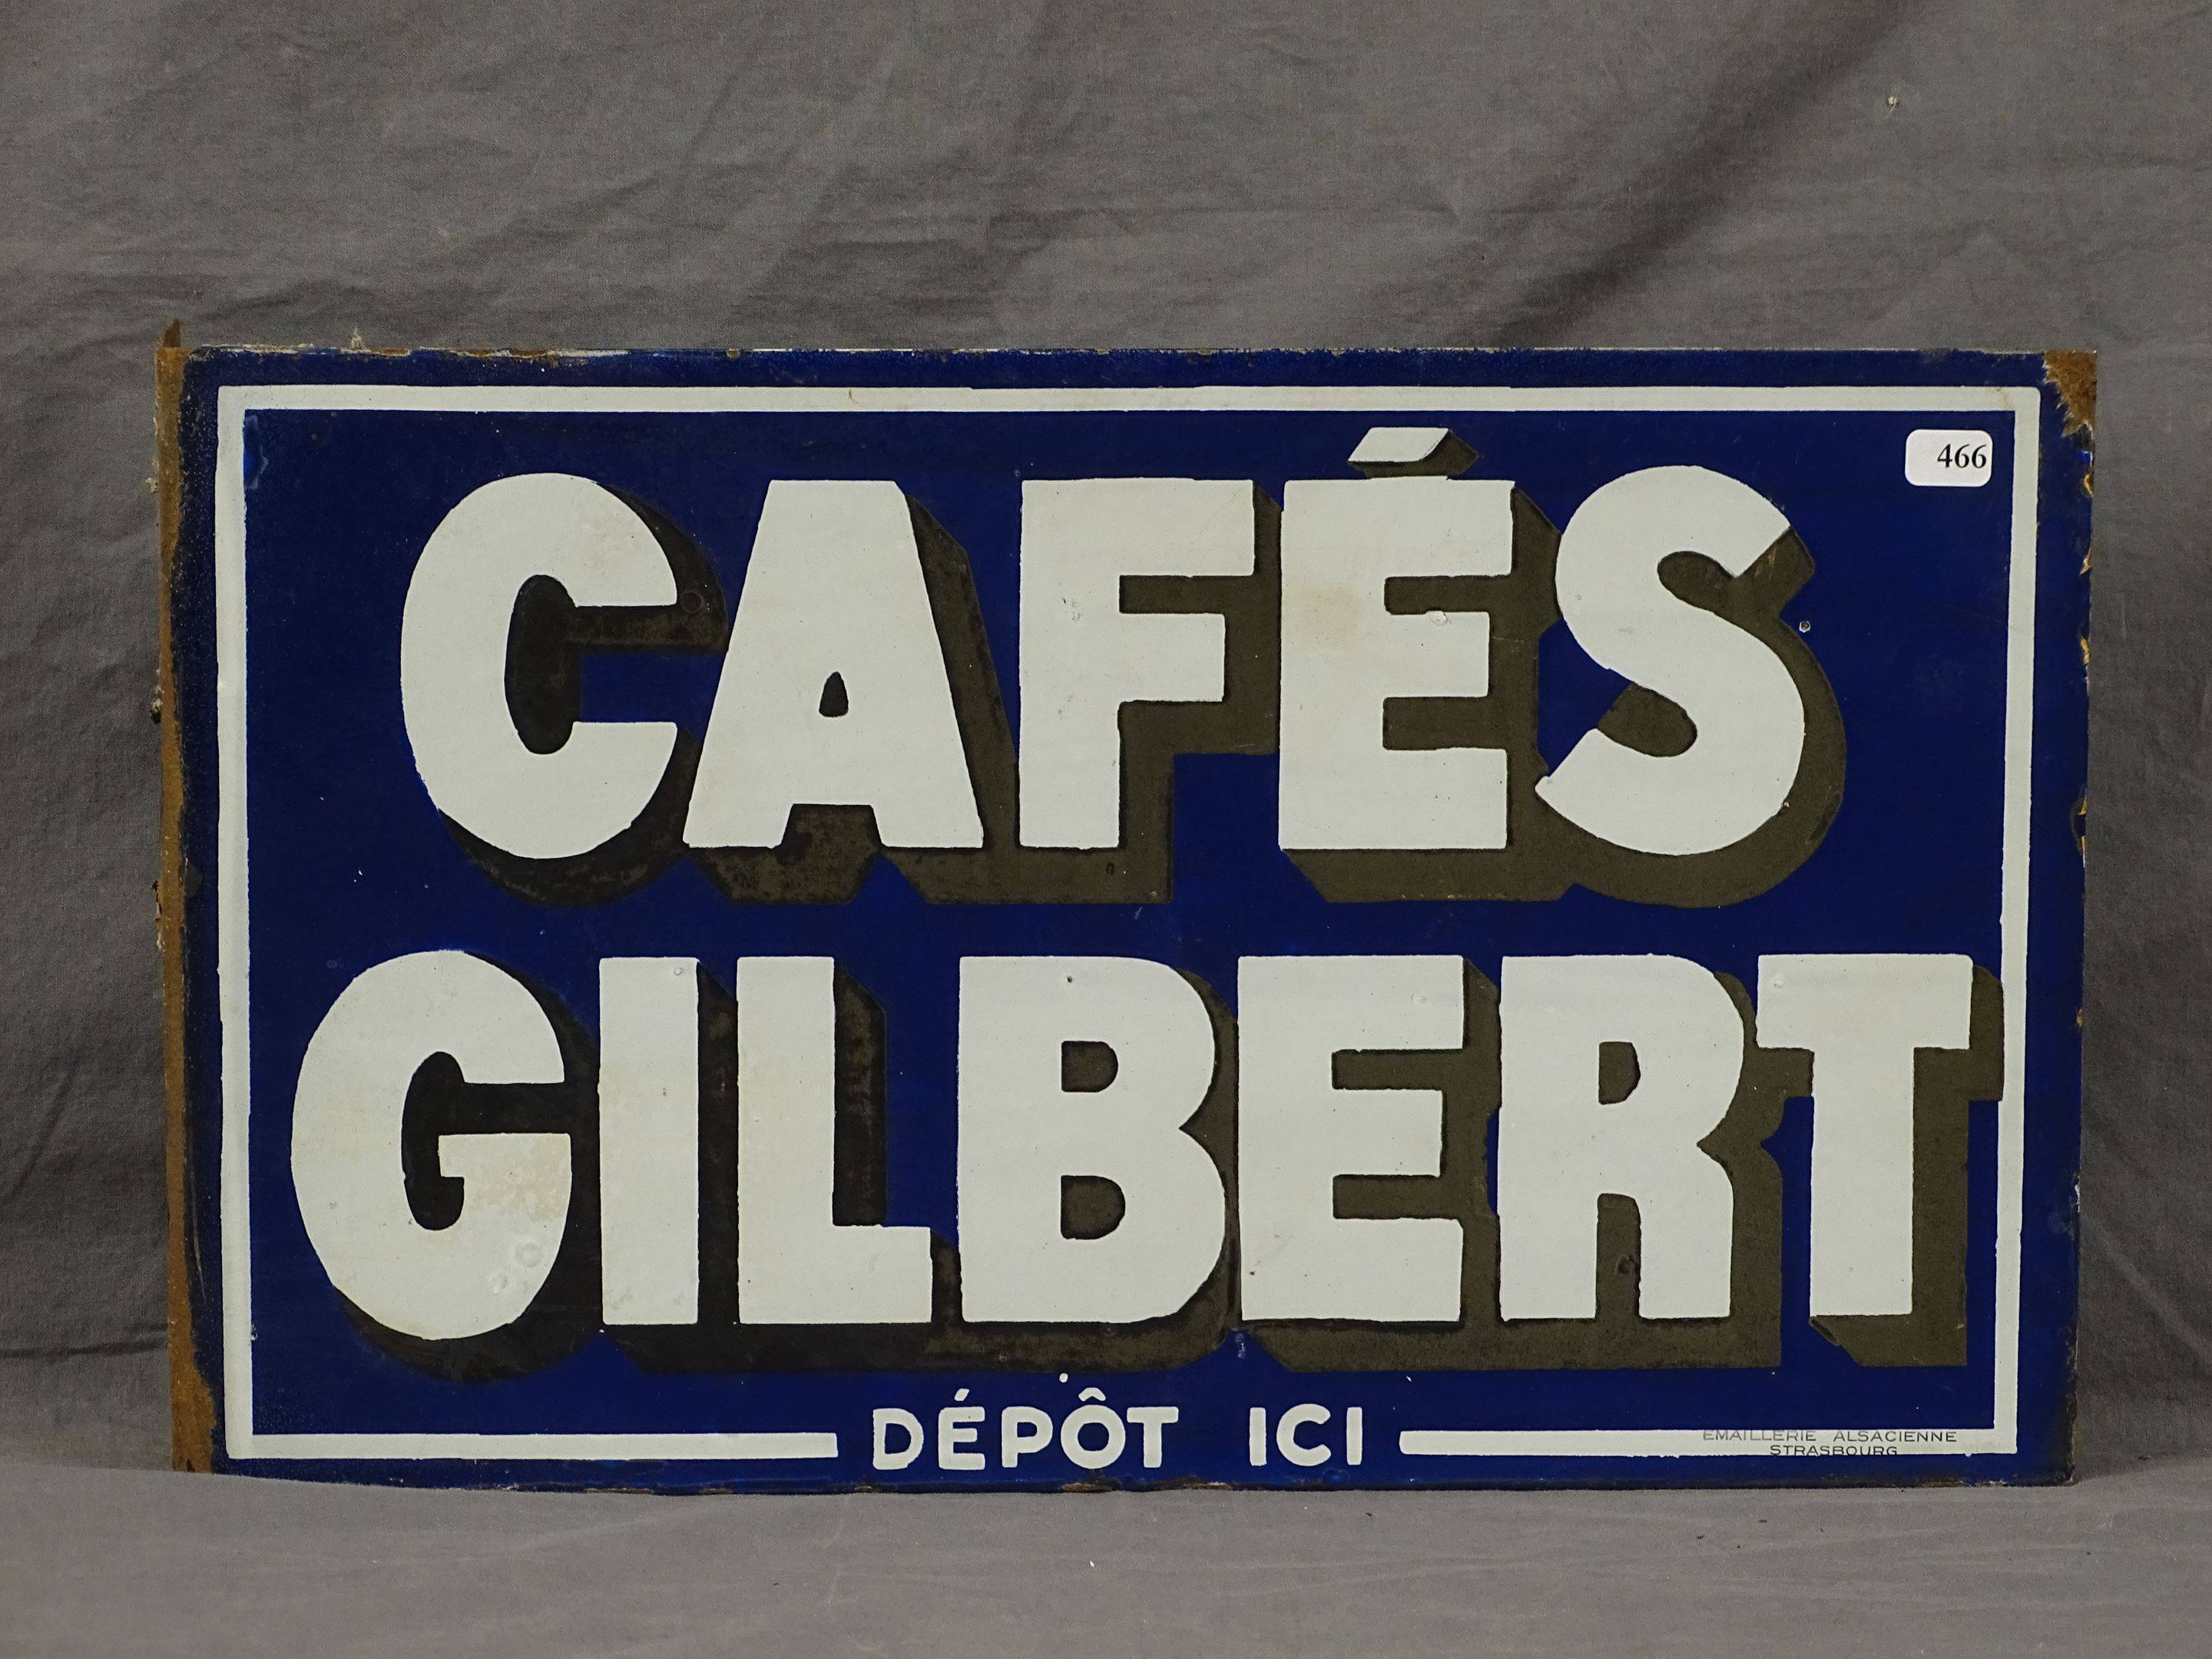 466
CAFÉS
GILBERT
DÉPÔT ICI
EMAILLERIE ALSACIENNE
STRASBOURG